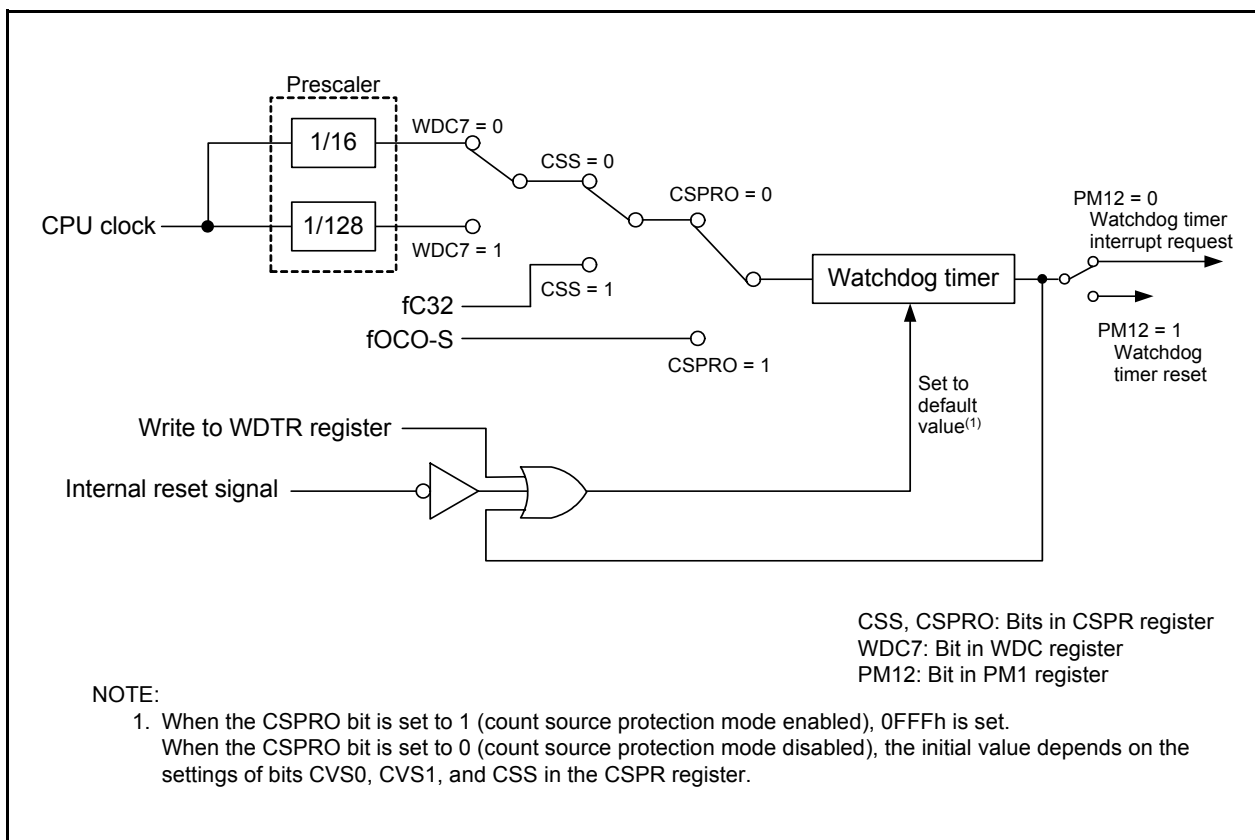 Prescaler
1/16
WDC7 = 0
CSS = 0
CSPRO = 0
PM12 = 0
Watchdog timer
interrupt request
CPU clock
1/128
WDC7 = 1
Watchdog timer
CSS = 1
fC32
fOCO-S
CSPRO = 1
PM12 = 1
Watchdog
timer reset
Set to
default
value(1)
Write to WDTR register
Internal reset signal
CSS, CSPRO: Bits in CSPR register
WDC7: Bit in WDC register
PM12: Bit in PM1 register
NOTE:
1. When the CSPRO bit is set to 1 (count source protection mode enabled), 0FFFh is set.
When the CSPRO bit is set to 0 (count source protection mode disabled), the initial value depends on the
settings of bits CVS0, CVS1, and CSS in the CSPR register.